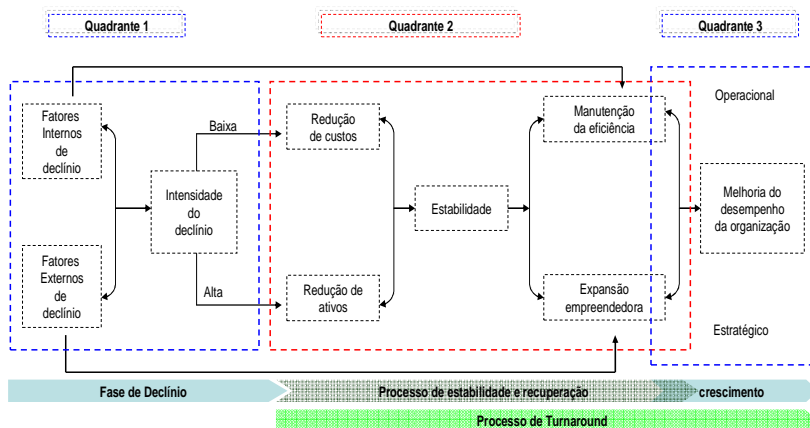 Quadrante 1
Quadrante 2
Quadrante 3
Fatores
Internos
de
declínio
Baixa
Redução
de custos
Manutenção
da eficiência
Operacional
Intensidade
do
declínio
Estabilidade
Melhoria do
desempenho
da organização
Fatores
Externos
de
declínio
Alta
Redução de
ativos
Expansão
empreendedora
Estratégico
Fase de Declínio
Processo de estabilidade e recuperação
crescimento
Processo de Turnaround